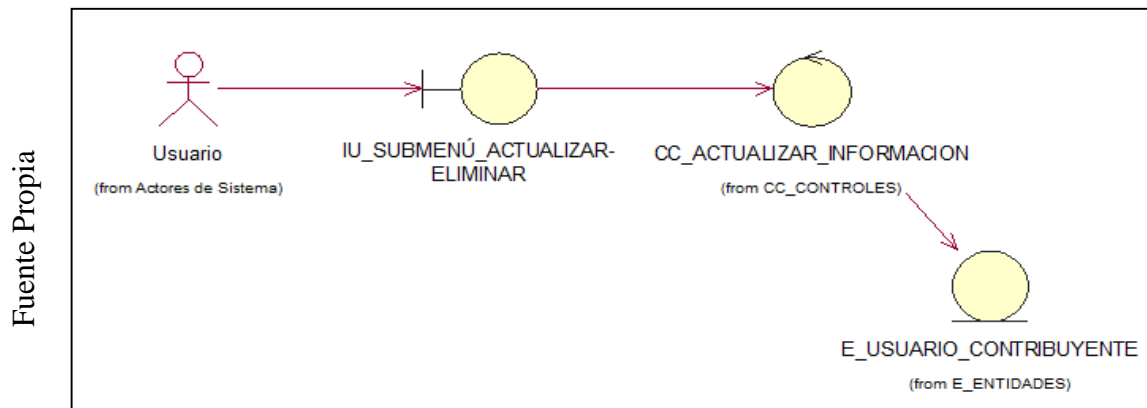 Fuente Propia
Usuario
(from Actores de Sistema)
IU_SUBMENÚ_ACTUALIZAR-
ELIMINAR
CC_ACTUALIZAR_INFORMACION
(from CC_CONTROLES)
E_USUARIO_CONTRIBUYENTE
(from E_ENTIDADES)